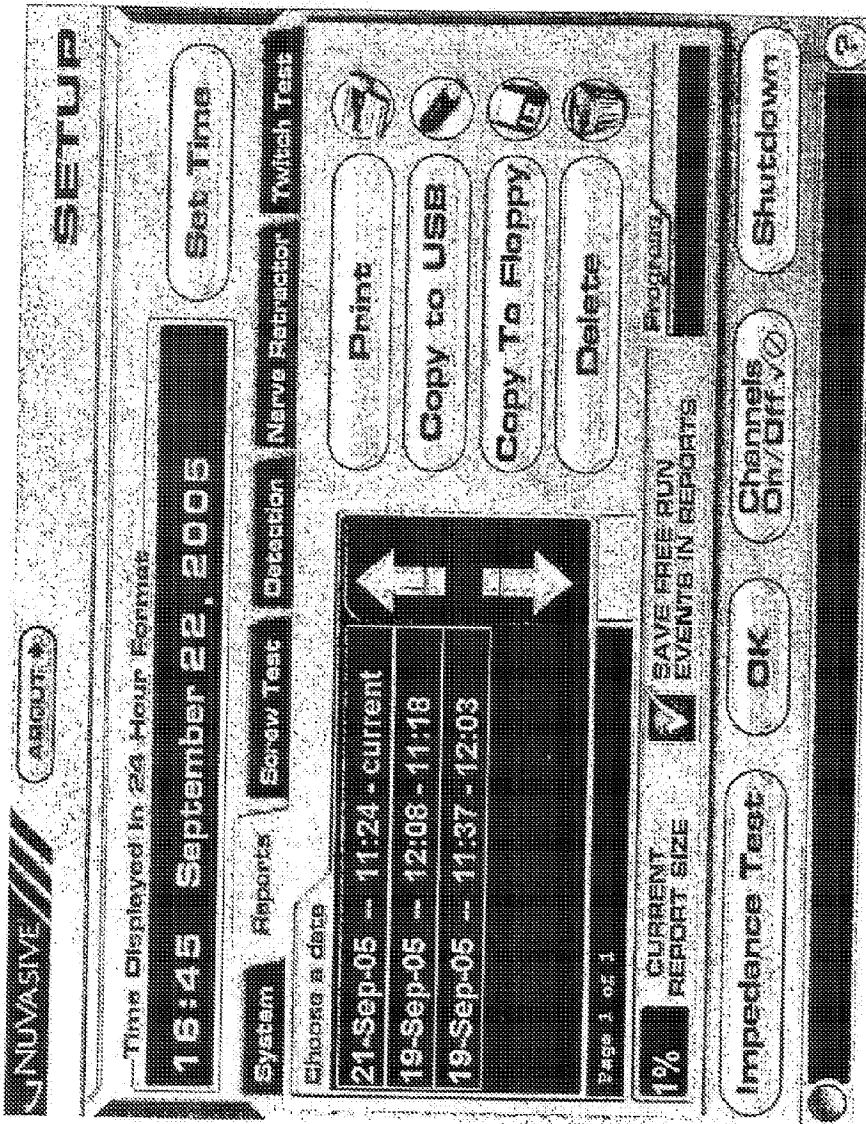 NUVASIVE
ABOUT
SETUP
Time Displayed In 24 Hour Format
16:45 September 22, 2005
Set Time
System
Reports
Screw Test
Detection
Nerve Retractor
Twitch Test
Choose a date
21-Sep-05 -- 11:24 - current
19-Sep-05 -- 12:08 - 11:18
19-Sep-05 -- 11:37 - 12:03
Page 1 of 1
Print
Copy to USB
Copy To Floppy
Delete
1%
CURRENT
REPORT SIZE
SAVE FREE RUN
EVENTS IN REPORTS
Progress
Impedance Test
OK
Channels
On/Off
Shutdown
?